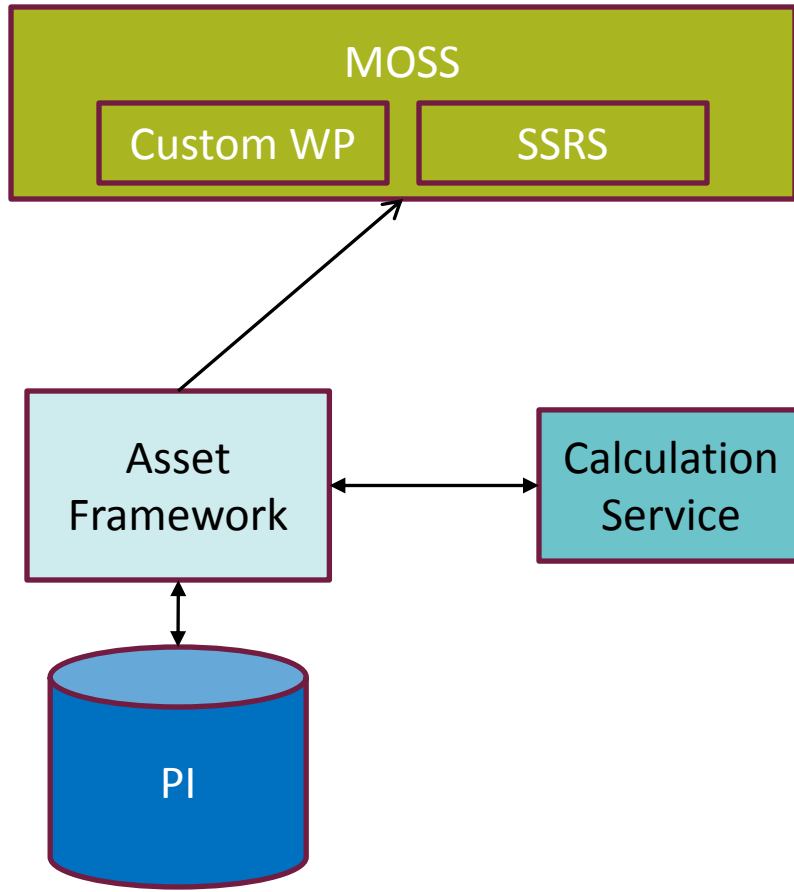 MOSS
Custom WP
SSRS
Asset
Framework
Calculation
Service
PI